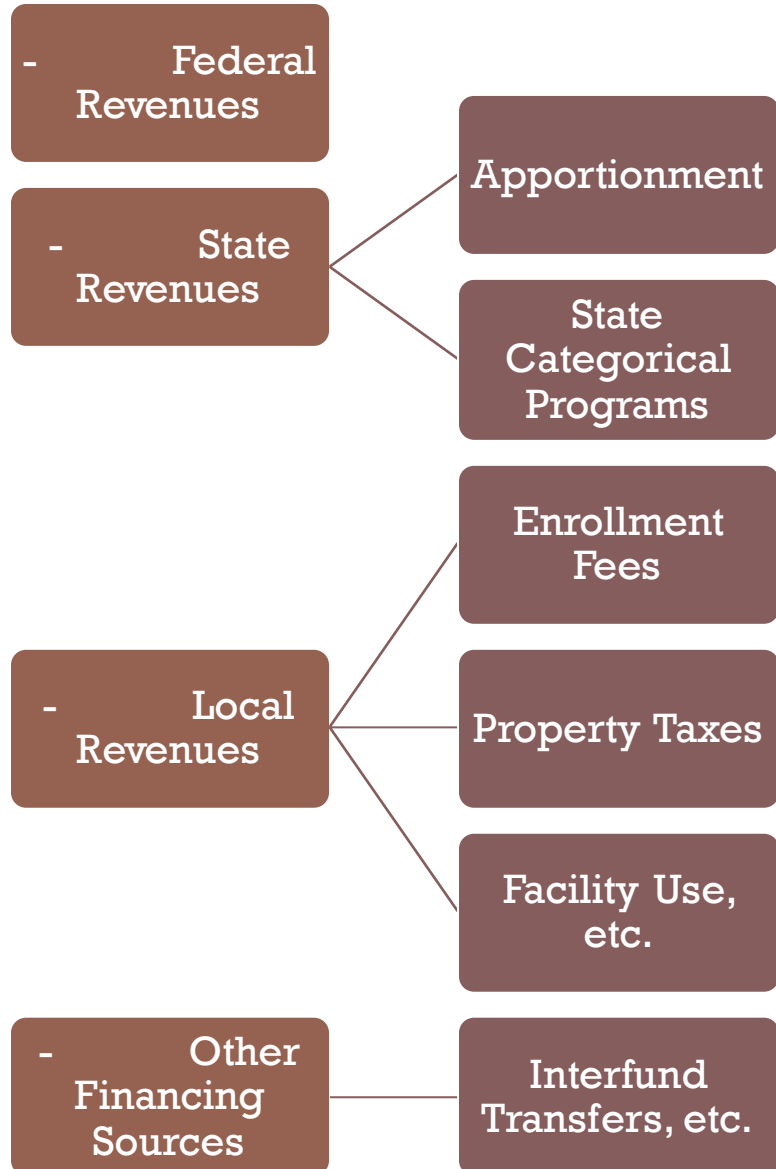 - Federal
Revenues
- State
Revenues
Apportionment
State
Categorical
Programs
- Local
Revenues
Enrollment
Fees
Property Taxes
Facility Use,
etc.
- Other
Financing
Sources
Interfund
Transfers, etc.